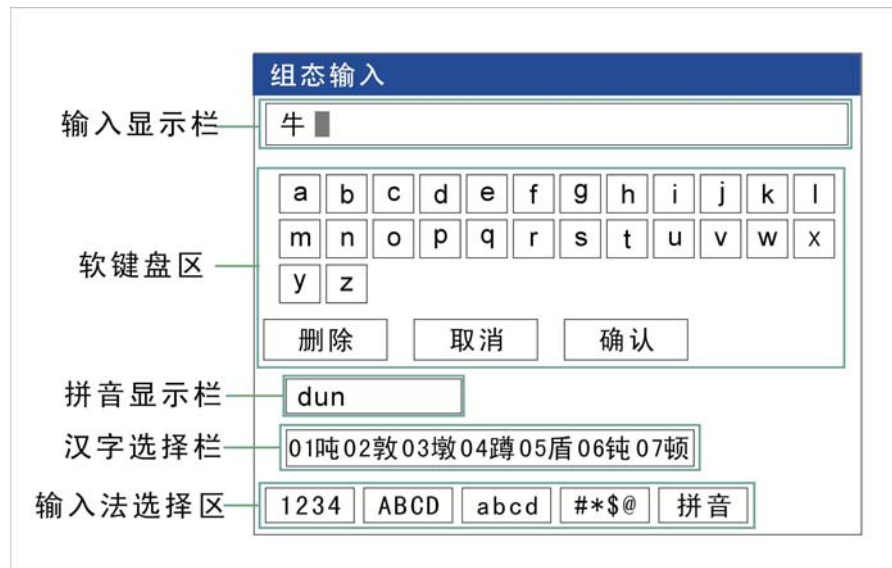 组态输入
输入显示栏
牛
a b c d e f g h i j k l
m n o p q r s t u v w x
软键盘区
y z
删除 取消 确认
拼音显示栏 dun
汉字选择栏 01吨02敦03墩04蹲05盾06钝07顿
输入法选择区 1234 ABCD abcd #*$@ 拼音